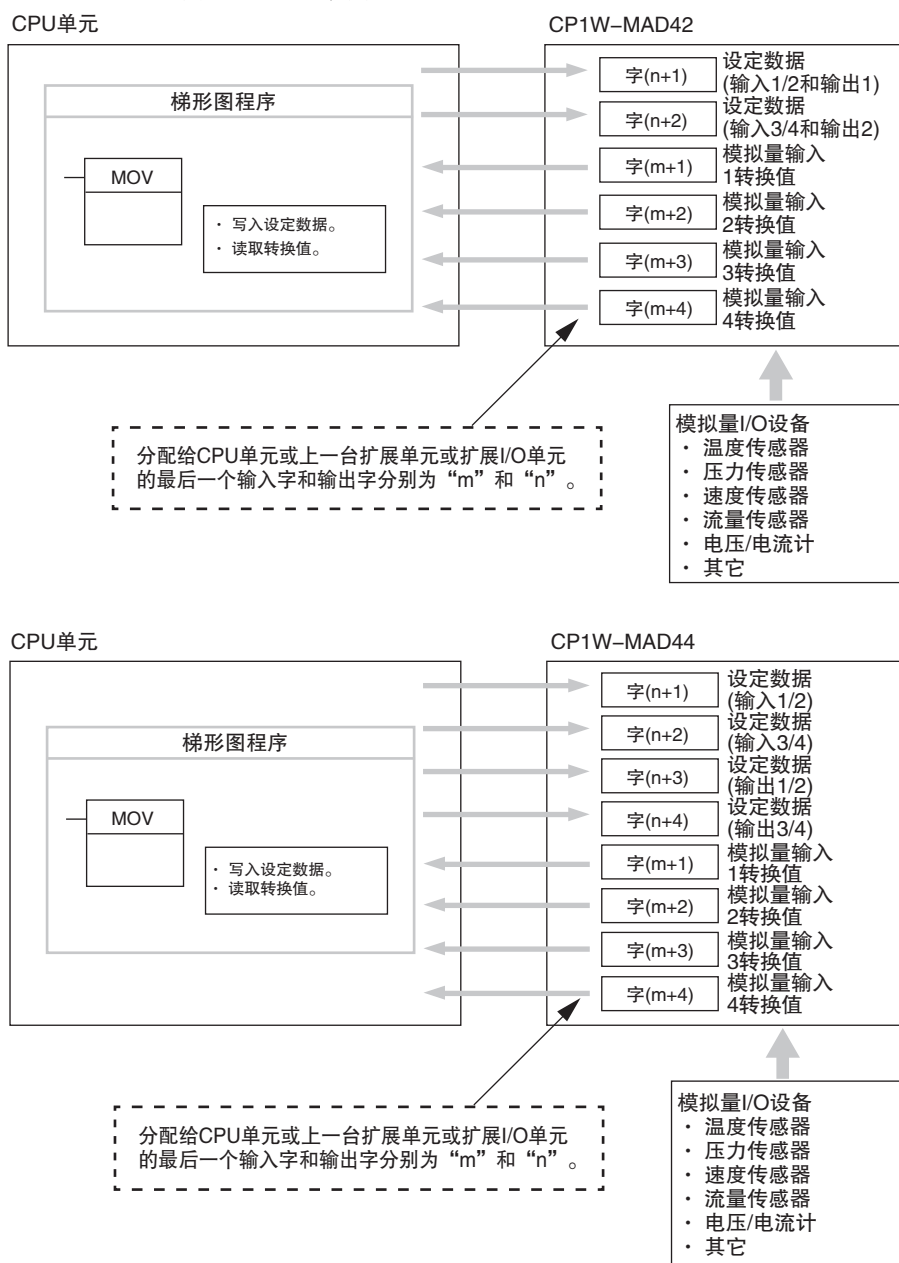 CPU单元
CP1W-MAD42
梯形图程序
MOV
· 写入设定数据。
· 读取转换值。
字(n+1)
设定数据
(输入1/2和输出1)
字(n+2)
设定数据
(输入3/4和输出2)
字(m+1)
模拟量输入
1转换值
字(m+2)
模拟量输入
2转换值
字(m+3)
模拟量输入
3转换值
字(m+4)
模拟量输入
4转换值
分配给CPU单元或上一台扩展单元或扩展I/O单元
的最后一个输入字和输出字分别为“m”和“n”。
模拟量I/O设备
· 温度传感器
· 压力传感器
· 速度传感器
· 流量传感器
· 电压/电流计
· 其它
CPU单元
CP1W-MAD44
梯形图程序
MOV
· 写入设定数据。
· 读取转换值。
字(n+1)
设定数据
(输入1/2)
字(n+2)
设定数据
(输入3/4)
字(n+3)
设定数据
(输出1/2)
字(n+4)
设定数据
(输出3/4)
字(m+1)
模拟量输入
1转换值
字(m+2)
模拟量输入
2转换值
字(m+3)
模拟量输入
3转换值
字(m+4)
模拟量输入
4转换值
分配给CPU单元或上一台扩展单元或扩展I/O单元
的最后一个输入字和输出字分别为“m”和“n”。
模拟量I/O设备
· 温度传感器
· 压力传感器
· 速度传感器
· 流量传感器
· 电压/电流计
· 其它